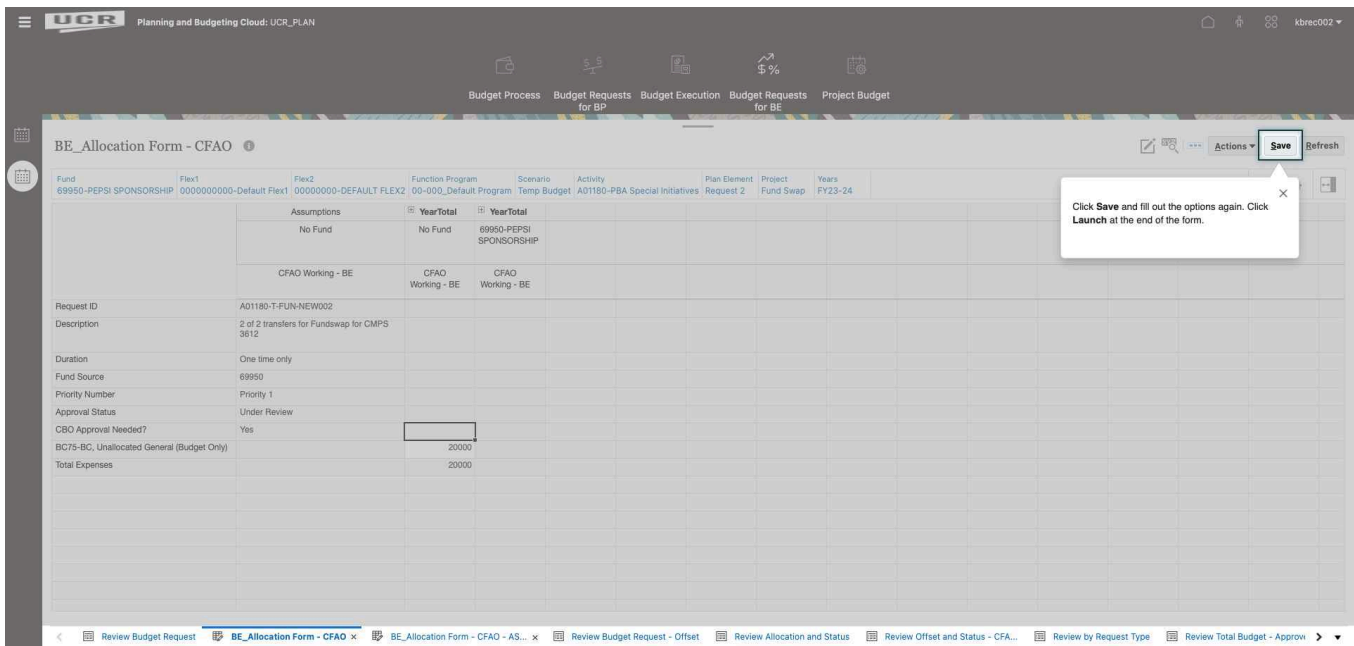 UCR Planning and Budgeting Cloud: UCR_PLAN kbrec002
Budget Process Budget Requests for BP Budget Execution Budget Requests for BE Project Budget
BE_Allocation Form - CFAO
Actions Save Refresh
Fund Flex1 Flex2 Function Program Scenario Activity Plan Element Project Years
69950-PEPSI SPONSORSHIP 0000000000-Default Flex1 00000000-DEFAULT FLEX2 00-000_Default Program Temp Budget A01180-PBA Special Initiatives Request 2 Fund Swap FY23-24
Click Save and fill out the options again. Click
Launch at the end of the form.
Assumptions YearTotal YearTotal
No Fund No Fund 69950-PEPSI SPONSORSHIP
CFAO Working - BE CFAO Working - BE CFAO Working - BE
Request ID A01180-T-FUN-NEW002
Description 2 of 2 transfers for Fundswap for CMPS 3612
Duration One time only
Fund Source 69950
Priority Number Priority 1
Approval Status Under Review
CBO Approval Needed? Yes
BC75-BC, Unallocated General (Budget Only) 20000
Total Expenses 20000
Review Budget Request BE_Allocation Form - CFAO BE_Allocation Form - CFAO - AS... Review Budget Request - Offset Review Allocation and Status Review Offset and Status - CFA... Review by Request Type Review Total Budget - Approv